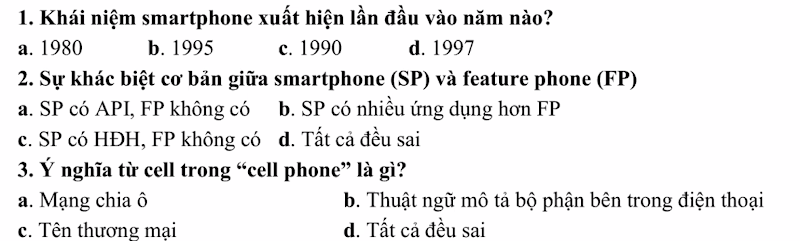 1. Khái niệm smartphone xuất hiện lần đầu vào năm nào?
a. 1980 b. 1995 c. 1990 d. 1997
2. Sự khác biệt cơ bản giữa smartphone (SP) và feature phone (FP)
a. SP có API, FP không có b. SP có nhiều ứng dụng hơn FP
c. SP có HĐH, FP không có d. Tất cả đều sai
3. Ý nghĩa từ cell trong “cell phone” là gì?
a. Mạng chia ô b. Thuật ngữ mô tả bộ phận bên trong điện thoại
c. Tên thương mại d. Tất cả đều sai